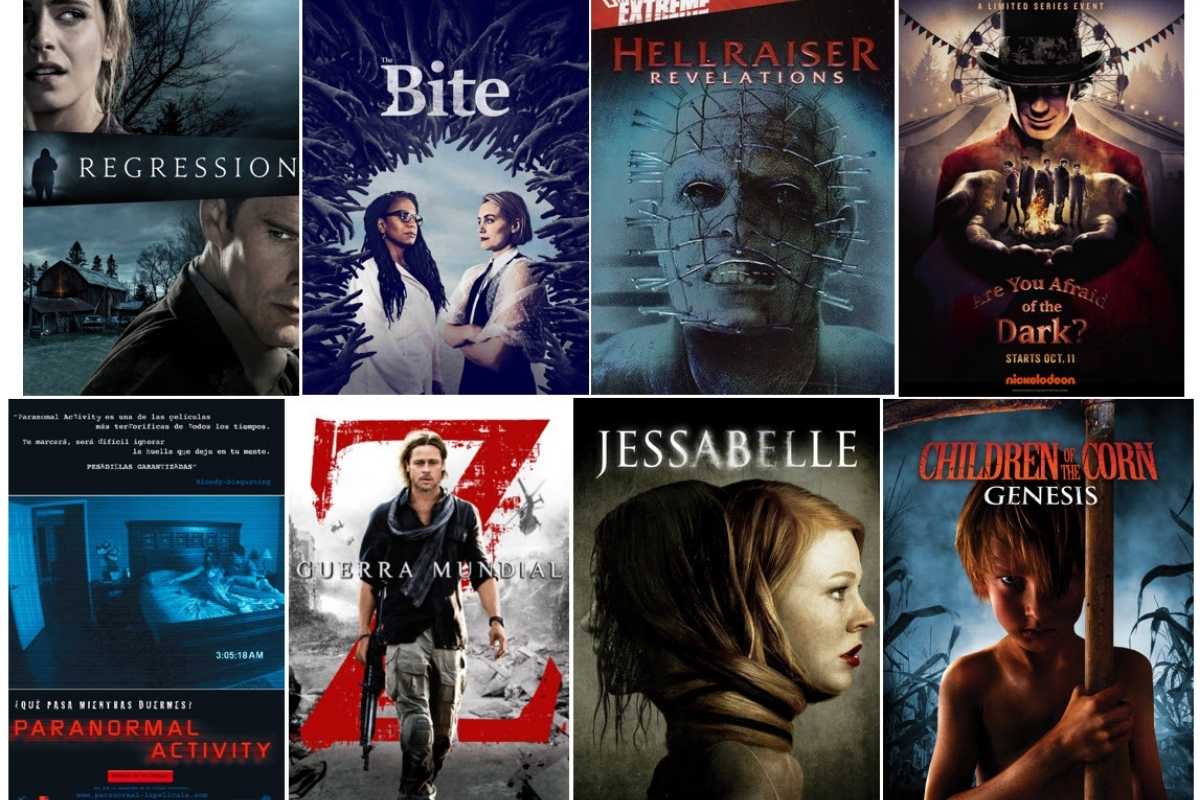 REGRESSION
The
Bite
EXTREME
HELLRAISER
REVELATIONS
A LIMITED SERIES EVENT
Are You Afraid
of the
Dark?
STARTS OCT. 11
nickelodeon
"Paranomal Activity es una de las películas
más terroríficas de todos los tiempos.
Te marcará, será difícil ignorar
la huella que deja en tu mente.
PESADILLAS GARANTIZADAS"
Bloody-Disgusting
3:05:18AM
¿QUÉ PASA MIENTRAS DUERMES?
PARANORMAL
ACTIVITY
www.paranormal-lapelicula.com
Z
GUERRA MUNDIAL
JESSABELLE
CHILDREN OF THE CORN
GENESIS